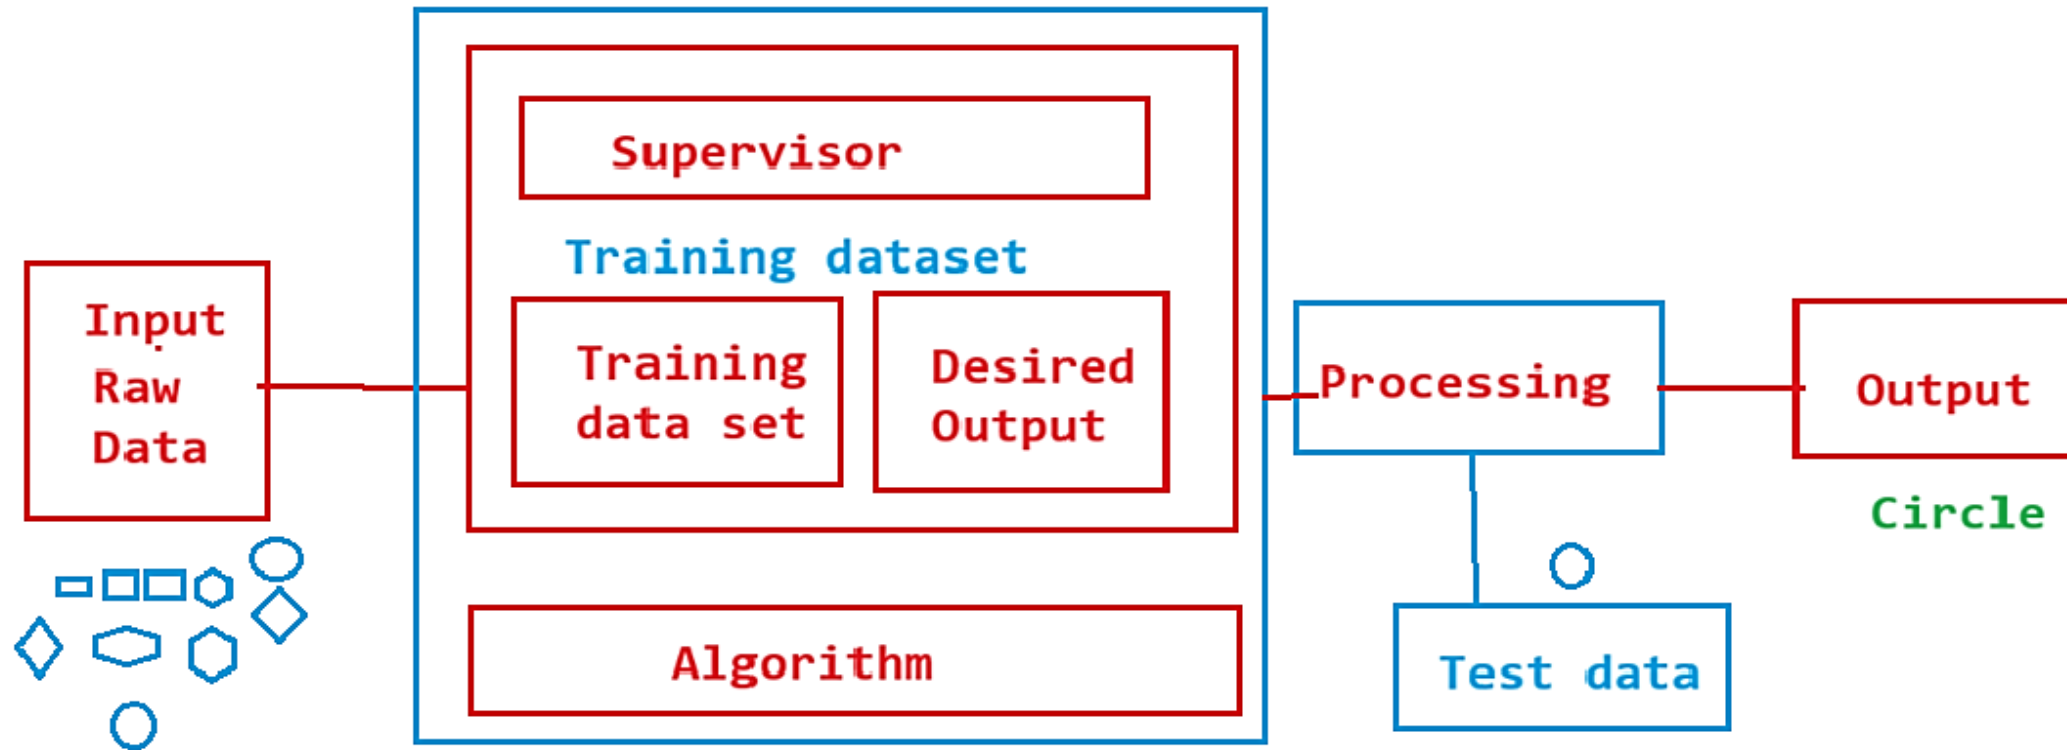 Input
Raw
Data
Supervisor
Training dataset
Training
data set
Desired
Output
Algorithm
Processing
Test data
Output
Circle